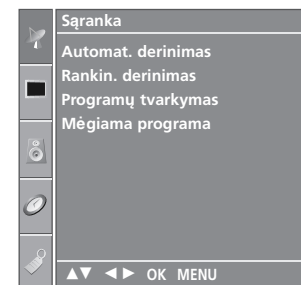 Sąranka
Automat. derinimas
Rankin. derinimas
Programų tvarkymas
Mėgiama programa
▲▼ ◄► OK MENU